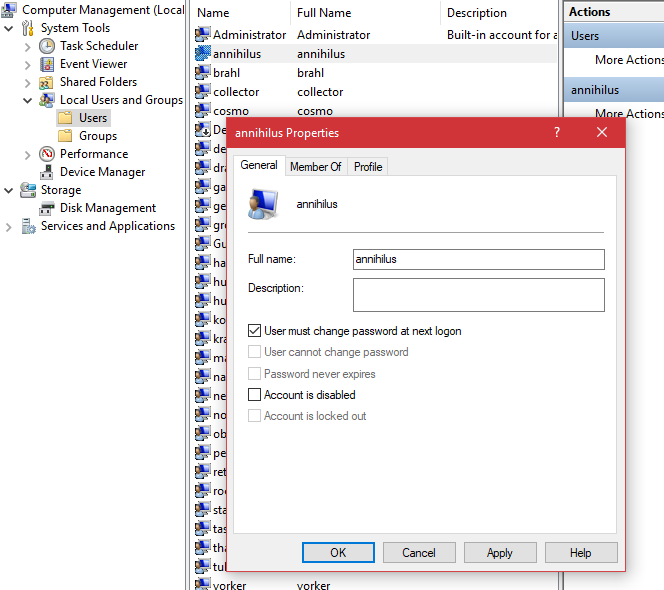 Computer Management (Local
System Tools
Task Scheduler
Event Viewer
Shared Folders
Local Users and Groups
Users
Groups
Performance
Device Manager
Storage
Disk Management
Services and Applications
Name Full Name Description
Administrator Administrator Built-in account for a
annihilus annihilus
brahl brahl
collector collector
cosmo cosmo
De
de
dra
ga
ge
gr
Gu
ha
hu
hu
ko
kra
ma
na
ne
no
ob
pe
ret
ro
sta
tas
tha
tul
yorker yorker
Actions
Users
More Actions
annihilus
More Actions
annihilus Properties
? ×
General Member Of Profile
annihilus
Full name: annihilus
Description:
User must change password at next logon
User cannot change password
Password never expires
Account is disabled
Account is locked out
OK Cancel Apply Help